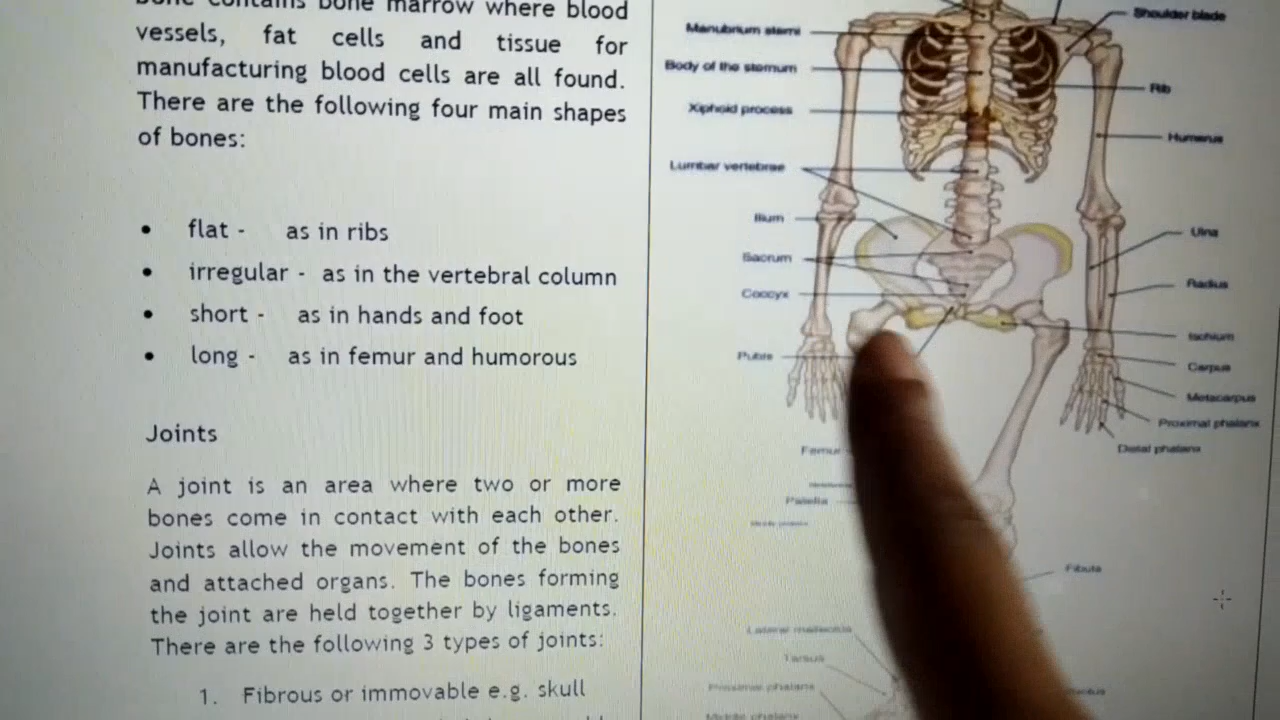 bone contains bone marrow where blood
vessels, fat cells and tissue for
manufacturing blood cells are all found.
There are the following four main shapes
of bones:
• flat - as in ribs
• irregular - as in the vertebral column
• short - as in hands and foot
• long - as in femur and humorous
Joints
A joint is an area where two or more
bones come in contact with each other.
Joints allow the movement of the bones
and attached organs. The bones forming
the joint are held together by ligaments.
There are the following 3 types of joints:
1. Fibrous or immovable e.g. skull
Manubrium sterni
Body of the sternum
Xiphoid process
Lumbar vertebrae
Ilium
Sacrum
Coccyx
Pubis
Femur
Patella
Lateral malleolus
Tarsus
Proximal phalanx
Middle phalanx
Shoulder blade
Rib
Humerus
Ulna
Radius
Ischium
Carpus
Metacarpus
Proximal phalanx
Distal phalanx
Fibula